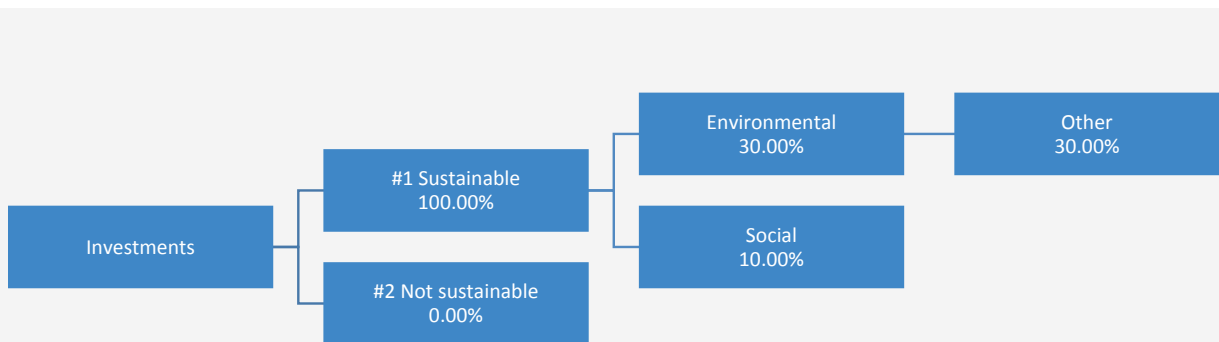 Investments
#1 Sustainable
100.00%
#2 Not sustainable
0.00%
Environmental
30.00%
Social
10.00%
Other
30.00%